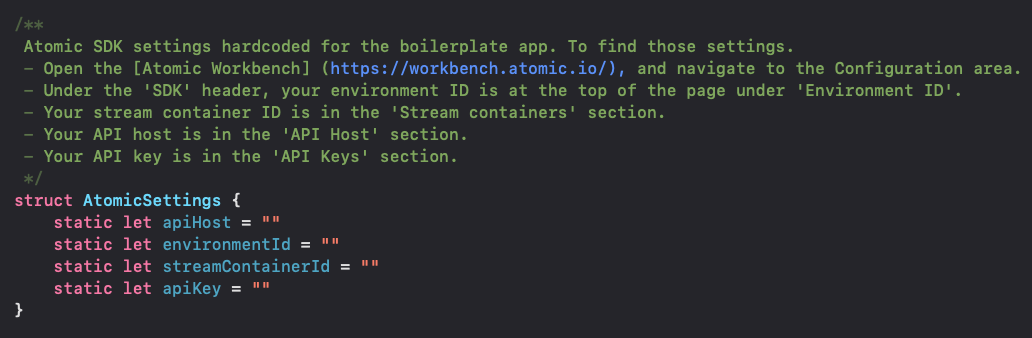 /**
 Atomic SDK settings hardcoded for the boilerplate app. To find those settings.
 - Open the [Atomic Workbench] (https://workbench.atomic.io/), and navigate to the Configuration area.
 - Under the 'SDK' header, your environment ID is at the top of the page under 'Environment ID'.
 - Your stream container ID is in the 'Stream containers' section.
 - Your API host is in the 'API Host' section.
 - Your API key is in the 'API Keys' section.
 */
struct AtomicSettings {
    static let apiHost = ""
    static let environmentId = ""
    static let streamContainerId = ""
    static let apiKey = ""
}